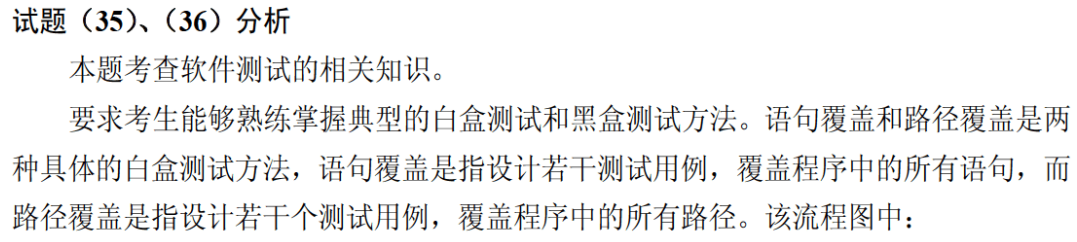 试题（35）、（36）分析
本题考查软件测试的相关知识。
要求考生能够熟练掌握典型的白盒测试和黑盒测试方法。语句覆盖和路径覆盖是两
种具体的白盒测试方法，语句覆盖是指设计若干测试用例，覆盖程序中的所有语句，而
路径覆盖是指设计若干个测试用例，覆盖程序中的所有路径。该流程图中：